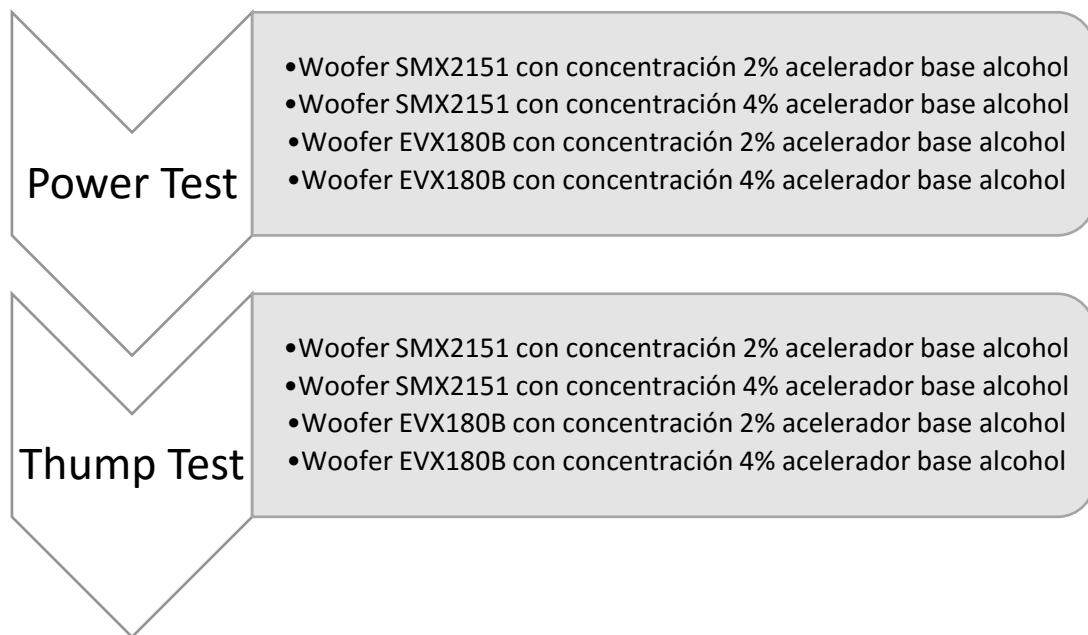 Power Test
•Woofer SMX2151 con concentración 2% acelerador base alcohol
•Woofer SMX2151 con concentración 4% acelerador base alcohol
•Woofer EVX180B con concentración 2% acelerador base alcohol
•Woofer EVX180B con concentración 4% acelerador base alcohol
Thump Test
•Woofer SMX2151 con concentración 2% acelerador base alcohol
•Woofer SMX2151 con concentración 4% acelerador base alcohol
•Woofer EVX180B con concentración 2% acelerador base alcohol
•Woofer EVX180B con concentración 4% acelerador base alcohol